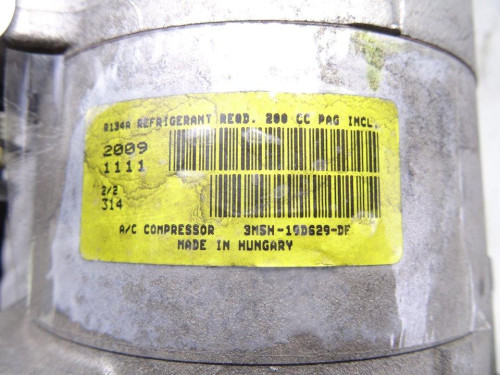 R134A REFRIGERANT REQD. 200 CC PAG INCL.
2009
1111
2/2
314
A/C COMPRESSOR 3M5H-19D629-DF
MADE IN HUNGARY